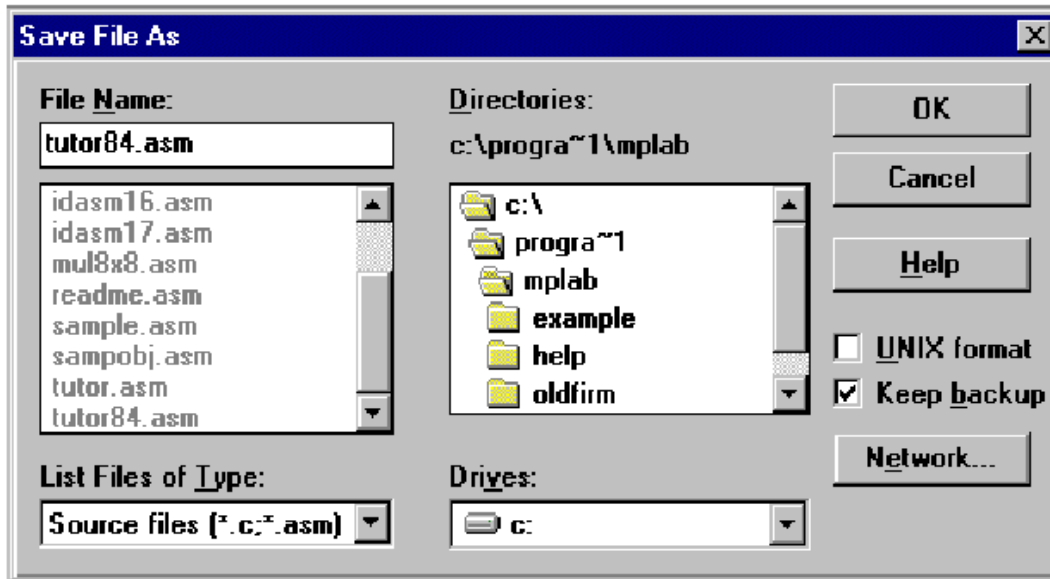 Save File As
File Name:
tutor84.asm
idasm16.asm
idasm17.asm
mul8x8.asm
readme.asm
sample.asm
sampobj.asm
tutor.asm
tutor84.asm
List Files of Type:
Source files (*.c;*.asm)
Directories:
c:\progra~1\mplab
c:\
progra~1
mplab
example
help
oldfirm
Drives:
c:
OK
Cancel
Help
UNIX format
Keep backup
Network...